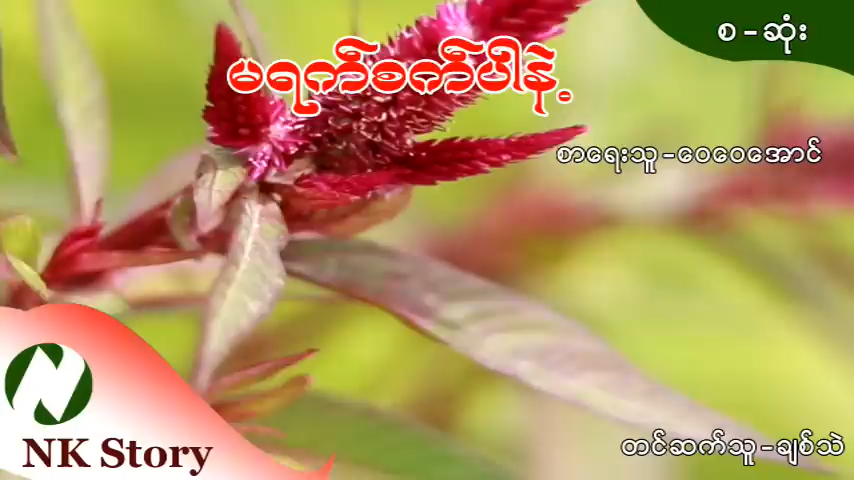 စ-ဆုံး
မရက်စက်ပါနဲ့
စာရေးသူ-ဝေဝေအောင်
တင်ဆက်သူ-ချစ်သဲ
NK Story